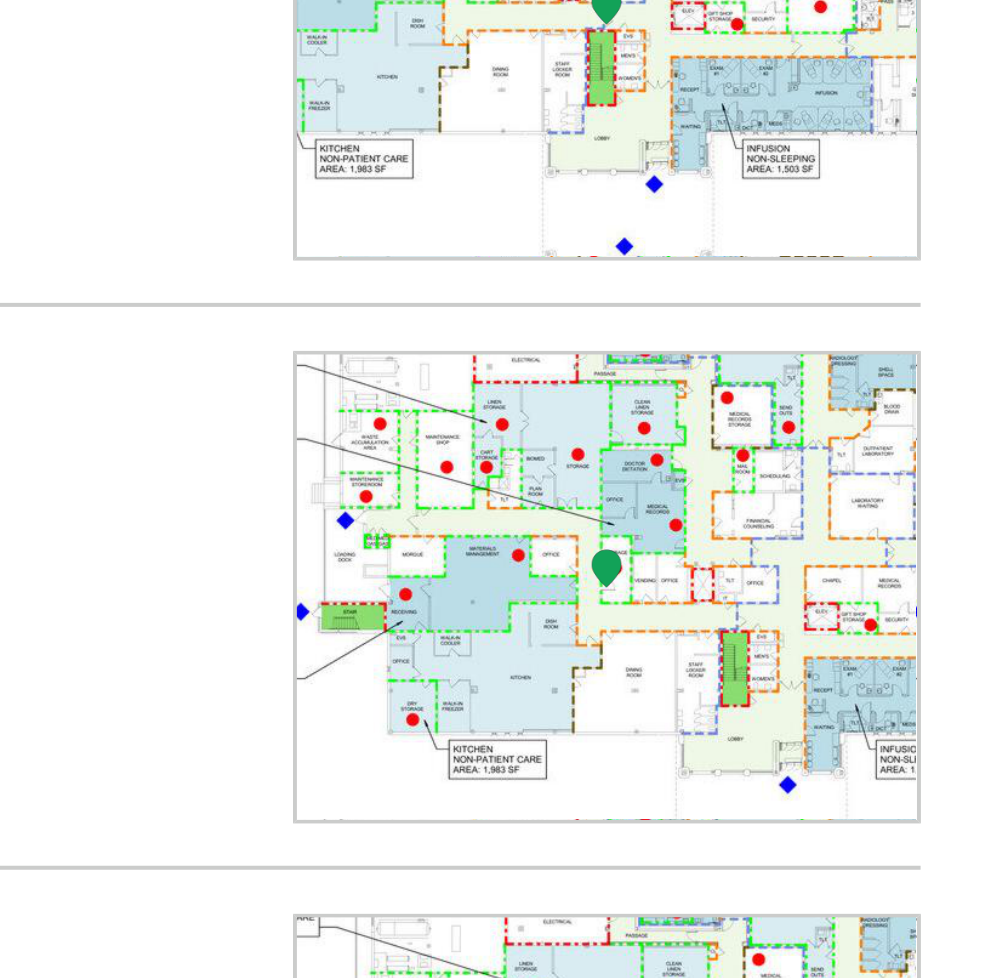 DISH
ROOM
ELEV.
GIFT SHOP
STORAGE
SECURITY
WALK-IN
COOLER
KITCHEN
DINING
ROOM
STAFF
LOCKER
ROOM
EVS
MEN'S
WOMEN'S
EXAM
#1
EXAM
#2
RECEPT
INFUSION
WALK-IN
FREEZER
WAITING
TLT
MEDS
LOBBY
KITCHEN
NON-PATIENT CARE
AREA: 1,983 SF
INFUSION
NON-SLEEPING
AREA: 1,503 SF
ELECTRICAL
PASSAGE
RADIOLOGY
DRESSING
SHELL
SPACE
TLT
TLT
LINEN
STORAGE
CLEAN
LINEN
STORAGE
MEDICAL
RECORDS
STORAGE
SEND
OUTS
BLOOD
DRAW
WASTE
ACCUMULATION
AREA
MAINTENANCE
SHOP
CART
STORAGE
BIOMED
STORAGE
DOCTOR
DICTATION
MAIL
ROOM
SCHEDULING
TLT
OUTPATIENT
LABORATORY
MAINTENANCE
STOREROOM
TLT
PLAN
ROOM
OFFICE
EVS
MEDICAL
RECORDS
FINANCIAL
COUNSELING
LABORATORY
WAITING
LOADING
DOCK
MORGUE
MATERIALS
MANAGEMENT
OFFICE
VENDING
OFFICE
TLT
OFFICE
CHAPEL
MEDICAL
RECORDS
STAIR
RECEIVING
DISH
ROOM
ELEV.
GIFT SHOP
STORAGE
SECURITY
EVS
WALK-IN
COOLER
OFFICE
KITCHEN
DINING
ROOM
STAFF
LOCKER
ROOM
EVS
MEN'S
WOMEN'S
EXAM
#1
EXAM
#2
RECEPT
DRY
STORAGE
WALK-IN
FREEZER
WAITING
TLT
MEDS
LOBBY
KITCHEN
NON-PATIENT CARE
AREA: 1,983 SF
INFUSIO
NON-SL
AREA: 1
ELECTRICAL
PASSAGE
RADIOLOGY
DRESSING
LINEN
STORAGE
CLEAN
LINEN
STORAGE
MEDICAL
SEND
OUTS